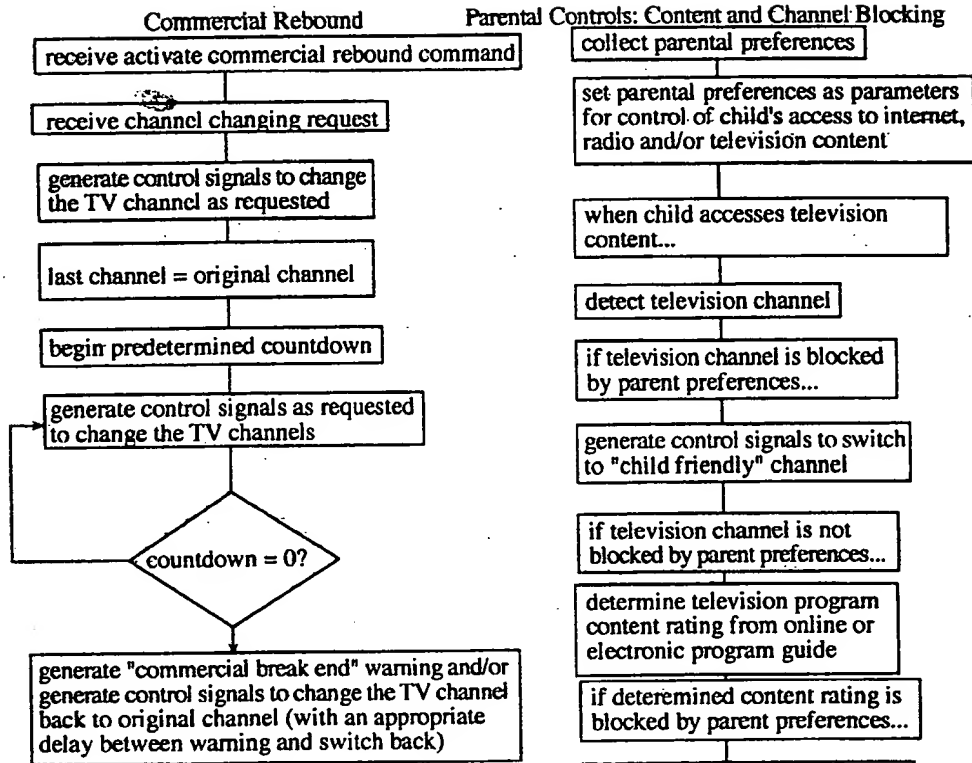 Commercial Rebound
receive activate commercial rebound command
receive channel changing request
generate control signals to change
the TV channel as requested
last channel = original channel
begin predetermined countdown
generate control signals as requested
to change the TV channels
countdown = 0?
generate "commercial break end" warning and/or
generate control signals to change the TV channel
back to original channel (with an appropriate
delay between warning and switch back)
Parental Controls: Content and Channel Blocking
collect parental preferences
set parental preferences as parameters
for control of child's access to internet,
radio and/or television content
when child accesses television
content...
detect television channel
if television channel is blocked
by parent preferences...
generate control signals to switch
to "child friendly" channel
if television channel is not
blocked by parent preferences...
determine television program
content rating from online or
electronic program guide
if deteremined content rating is
blocked by parent preferences...